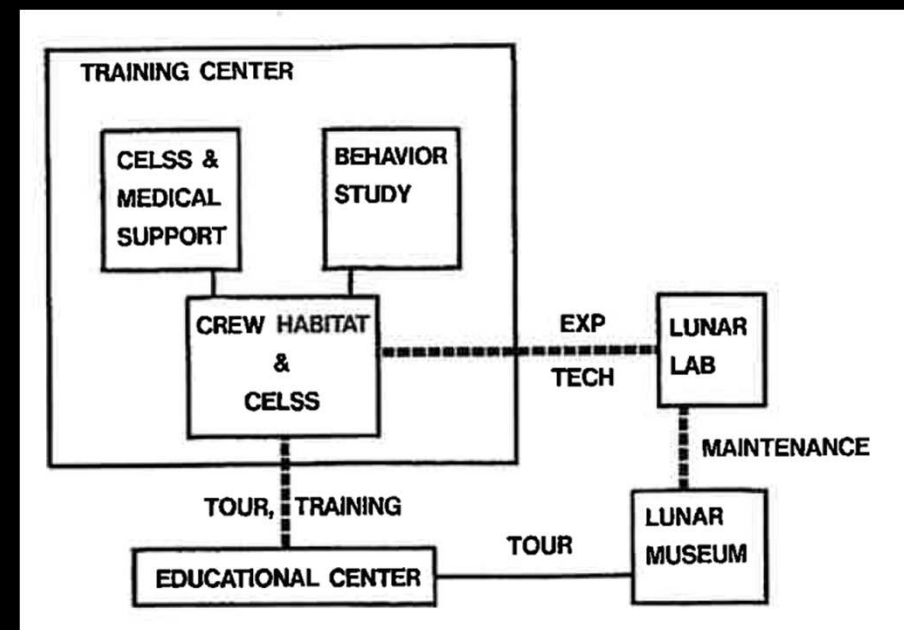 TRAINING CENTER
CELSS &
MEDICAL
SUPPORT
BEHAVIOR
STUDY
CREW HABITAT
&
CELSS
EXP
TECH
LUNAR
LAB
MAINTENANCE
TOUR, TRAINING
TOUR
LUNAR
MUSEUM
EDUCATIONAL CENTER